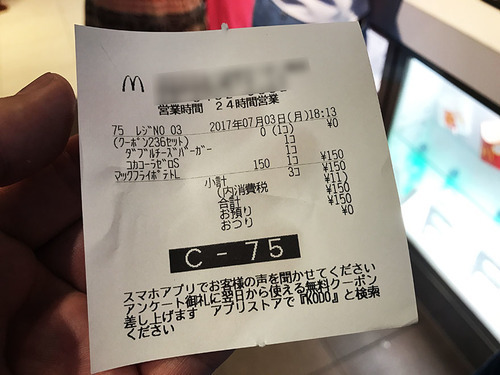 営業時間 24時間営業
75 レジNO 03 2017年07月03日(月)18:13
0 (1コ) ¥0
(クーポン236セット) 1コ
ダブルチーズバーガー 1コ
コカコーラゼロS 1コ
マックフライポテトL 150 1コ ¥150
小計 3コ ¥150
(内消費税 ¥11)
合計 ¥150
お預り ¥150
おつり ¥0
C - 75
スマホアプリでお客様の声を聞かせてください
アンケート御礼に翌日から使える無料クーポン
差し上げます アプリストアで『KODO』と検索
ください